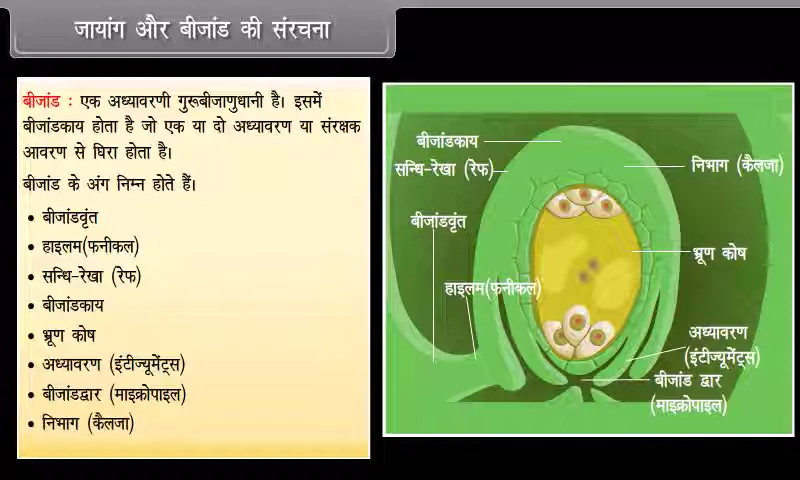 जायांग और बीजांड की संरचना
बीजांड : एक अध्यावरणी गुरूबीजाणुधानी है। इसमें
बीजांडकाय होता है जो एक या दो अध्यावरण या संरक्षक
आवरण से घिरा होता है।
बीजांड के अंग निम्न होते हैं।
• बीजांडवृंत
• हाइलम(फनीकल)
• सन्धि-रेखा (रेफ)
• बीजांडकाय
• भ्रूण कोष
• अध्यावरण (इंटीज्यूमेंट्स)
• बीजांडद्वार (माइक्रोपाइल)
• निभाग (कैलजा)
बीजांडकाय
सन्धि-रेखा (रेफ)
निभाग (कैलजा)
बीजांडवृंत
भ्रूण कोष
हाइलम(फनीकल)
अध्यावरण
(इंटीज्यूमेंट्स)
बीजांड द्वार
(माइक्रोपाइल)